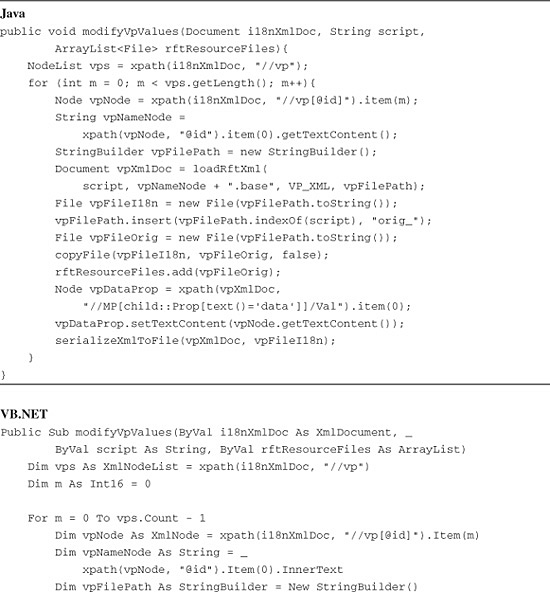 Java
public void modifyVpValues(Document i18nXmlDoc, String script,
        ArrayList<File> rftResourceFiles){
    NodeList vps = xpath(i18nXmlDoc, "//vp");
    for (int m = 0; m < vps.getLength(); m++){
        Node vpNode = xpath(i18nXmlDoc, "//vp[@id]").item(m);
        String vpNameNode =
            xpath(vpNode, "@id").item(0).getTextContent();
        StringBuilder vpFilePath = new StringBuilder();
        Document vpXmlDoc = loadRftXml(
            script, vpNameNode + ".base", VP_XML, vpFilePath);
        File vpFileI18n = new File(vpFilePath.toString());
        vpFilePath.insert(vpFilePath.indexOf(script), "orig_");
        File vpFileOrig = new File(vpFilePath.toString());
        copyFile(vpFileI18n, vpFileOrig, false);
        rftResourceFiles.add(vpFileOrig);
        Node vpDataProp = xpath(vpXmlDoc,
            "//MP[child::Prop[text()='data']]/Val").item(0);
        vpDataProp.setTextContent(vpNode.getTextContent());
        serializeXmlToFile(vpXmlDoc, vpFileI18n);
    }
}
VB.NET
Public Sub modifyVpValues(ByVal i18nXmlDoc As XmlDocument, _
        ByVal script As String, ByVal rftResourceFiles As ArrayList)
    Dim vps As XmlNodeList = xpath(i18nXmlDoc, "//vp")
    Dim m As Int16 = 0
    For m = 0 To vps.Count - 1
        Dim vpNode As XmlNode = xpath(i18nXmlDoc, "//vp[@id]").Item(m)
        Dim vpNameNode As String = _
            xpath(vpNode, "@id").Item(0).InnerText
        Dim vpFilePath As StringBuilder = New StringBuilder()